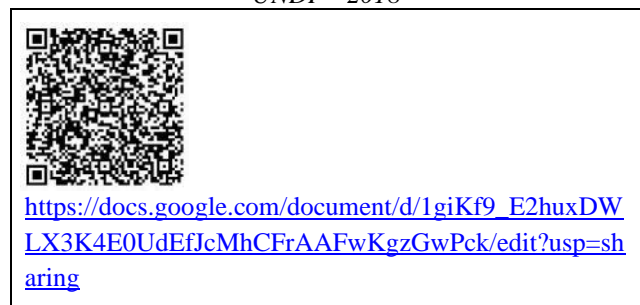 https://docs.google.com/document/d/1giKf9_E2huxDW
LX3K4E0UdEfJcMhCFrAAFwKgzGwPck/edit?usp=sh
aring